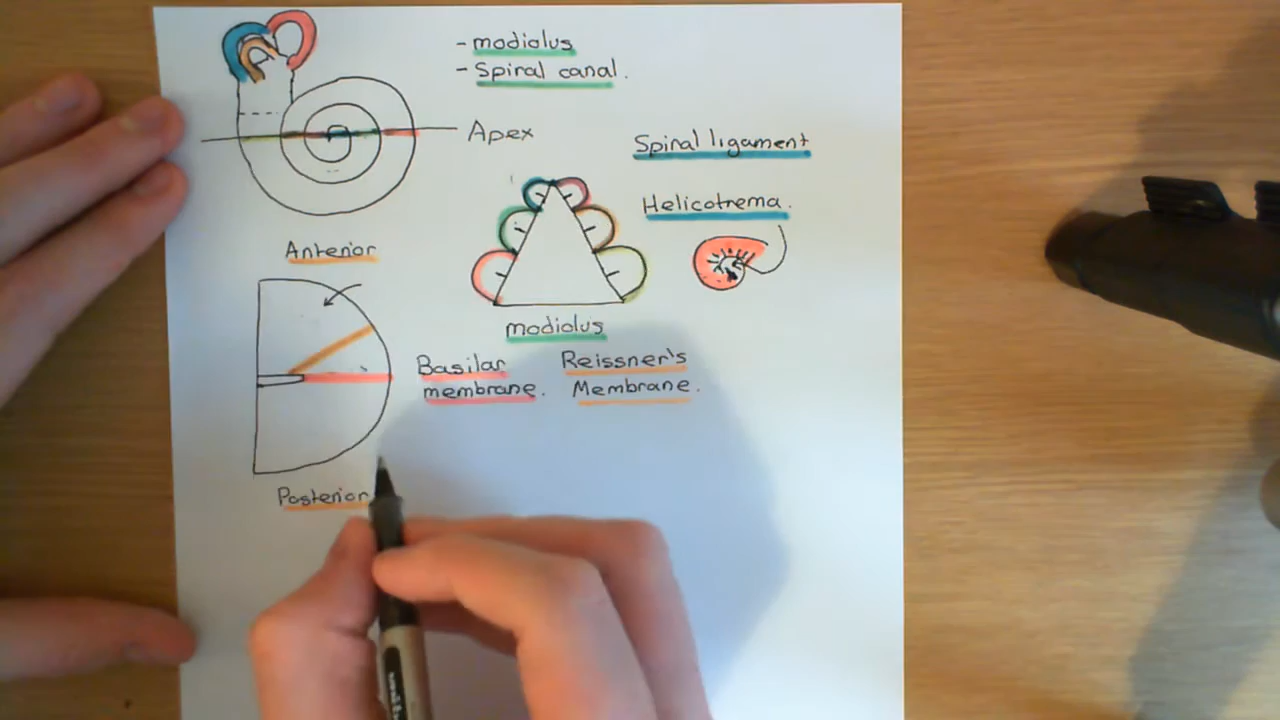 - modiolus
- Spiral canal.
Apex
Spiral ligament
Helicotrema.
Anterior
modiolus
Basilar
membrane.
Reissner's
Membrane.
Posterior